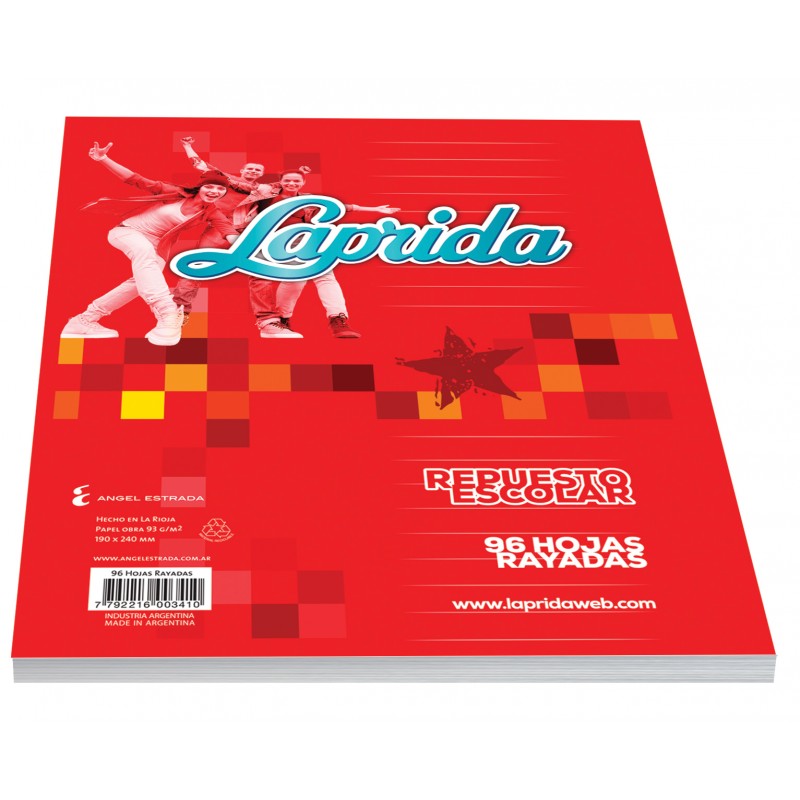 Laprida
REPUESTO
ESCOLAR
96 HOJAS
RAYADAS
www.lapridaweb.com
ANGEL ESTRADA
HECHO EN LA RIOJA
PAPEL OBRA 93 G/M2
190 X 240 MM
WWW.ANGELESTRADA.COM.AR
96 HOJAS RAYADAS
7 792216 003410
INDUSTRIA ARGENTINA
MADE IN ARGENTINA